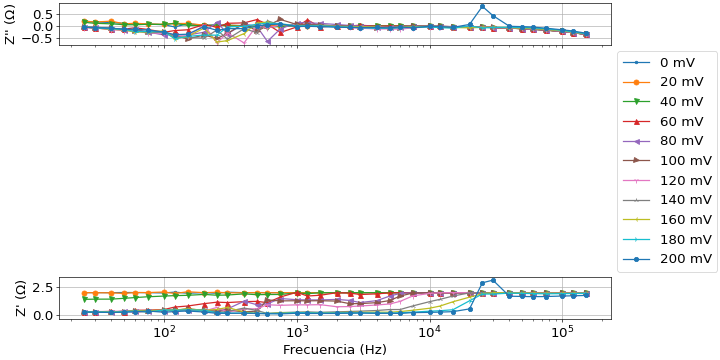 Z'' (Ω)
0.5
0.0
−0.5
0 mV
20 mV
40 mV
60 mV
80 mV
100 mV
120 mV
140 mV
160 mV
180 mV
200 mV
Z' (Ω)
2.5
0.0
10² 10³ 10⁴ 10⁵
Frecuencia (Hz)